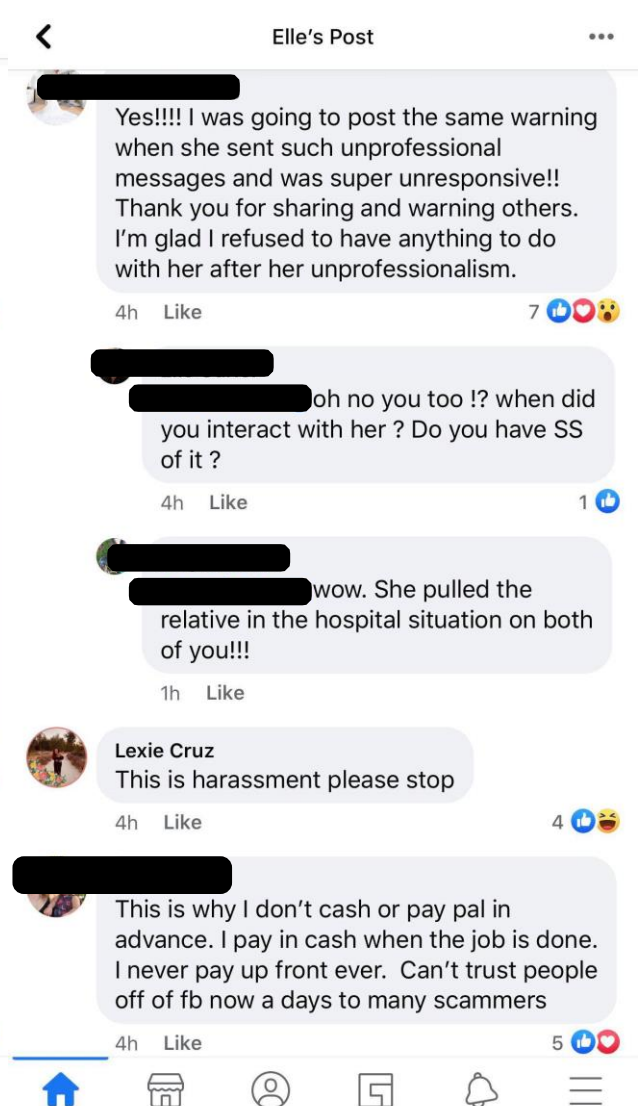 Elle's Post
Yes!!!! I was going to post the same warning
when she sent such unprofessional
messages and was super unresponsive!!
Thank you for sharing and warning others.
I'm glad I refused to have anything to do
with her after her unprofessionalism.
4h Like 7
oh no you too !? when did
you interact with her ? Do you have SS
of it ?
4h Like 1
wow. She pulled the
relative in the hospital situation on both
of you!!!
1h Like
Lexie Cruz
This is harassment please stop
4h Like 4
This is why I don't cash or pay pal in
advance. I pay in cash when the job is done.
I never pay up front ever. Can't trust people
off of fb now a days to many scammers
4h Like 5